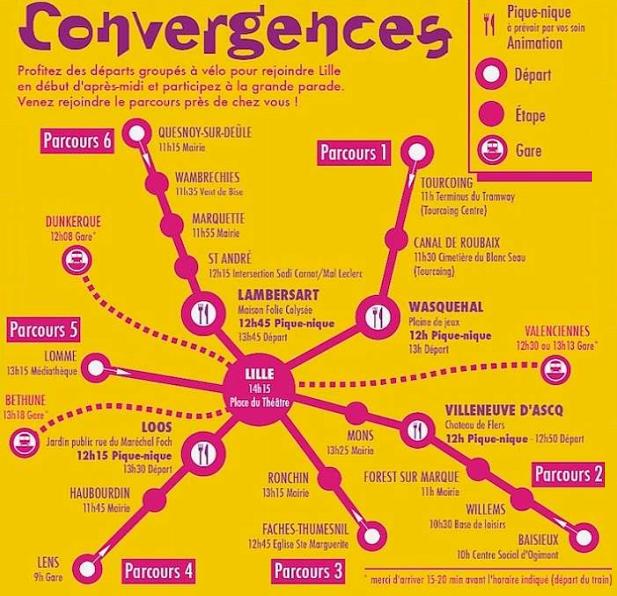 Convergences
Profitez des départs groupés à vélo pour rejoindre Lille
en début d'après-midi et participez à la grande parade.
Venez rejoindre le parcours près de chez vous !
Pique-nique
à prévoir par vos soin
Animation
Départ
Étape
Gare
Parcours 6
QUESNOY-SUR-DEÛLE
11h15 Mairie
WAMBRECHIES
11h35 Vent de Bise
MARQUETTE
11h55 Mairie
ST ANDRÉ
12h15 Intersection Sadi Carnot/Mal Leclerc
LAMBERSART
Maison Folie Colysée
12h45 Pique-nique
13h45 Départ
Parcours 1
TOURCOING
11h Terminus du Tramway
(Tourcoing Centre)
CANAL DE ROUBAIX
11h30 Cimetière du Blanc Seau
(Tourcoing)
WASQUEHAL
Plaine de jeux
12h Pique-nique
13h Départ
DUNKERQUE
12h08 Gare*
VALENCIENNES
12h30 ou 13h13 Gare*
Parcours 5
LOMME
13h15 Médiathèque
LILLE
14h15
Place du Théâtre
BETHUNE
13h18 Gare*
LOOS
Jardin public rue du Maréchal Foch
12h15 Pique-nique
13h30 Départ
HAUBOURDIN
11h45 Mairie
LENS
9h Gare
Parcours 4
MONS
13h25 Mairie
VILLENEUVE D'ASCQ
Chateau de Flers
12h Pique-nique - 12h50 Départ
FOREST SUR MARQUE
11h Mairie
Parcours 2
WILLEMS
10h30 Base de loisirs
BAISIEUX
10h Centre Social d'Ogimont
RONCHIN
13h15 Mairie
FACHES-THUMESNIL
12h45 Eglise Ste Marguerite
Parcours 3
* merci d'arriver 15-20 min avant l'horaire indiqué (départ du train)